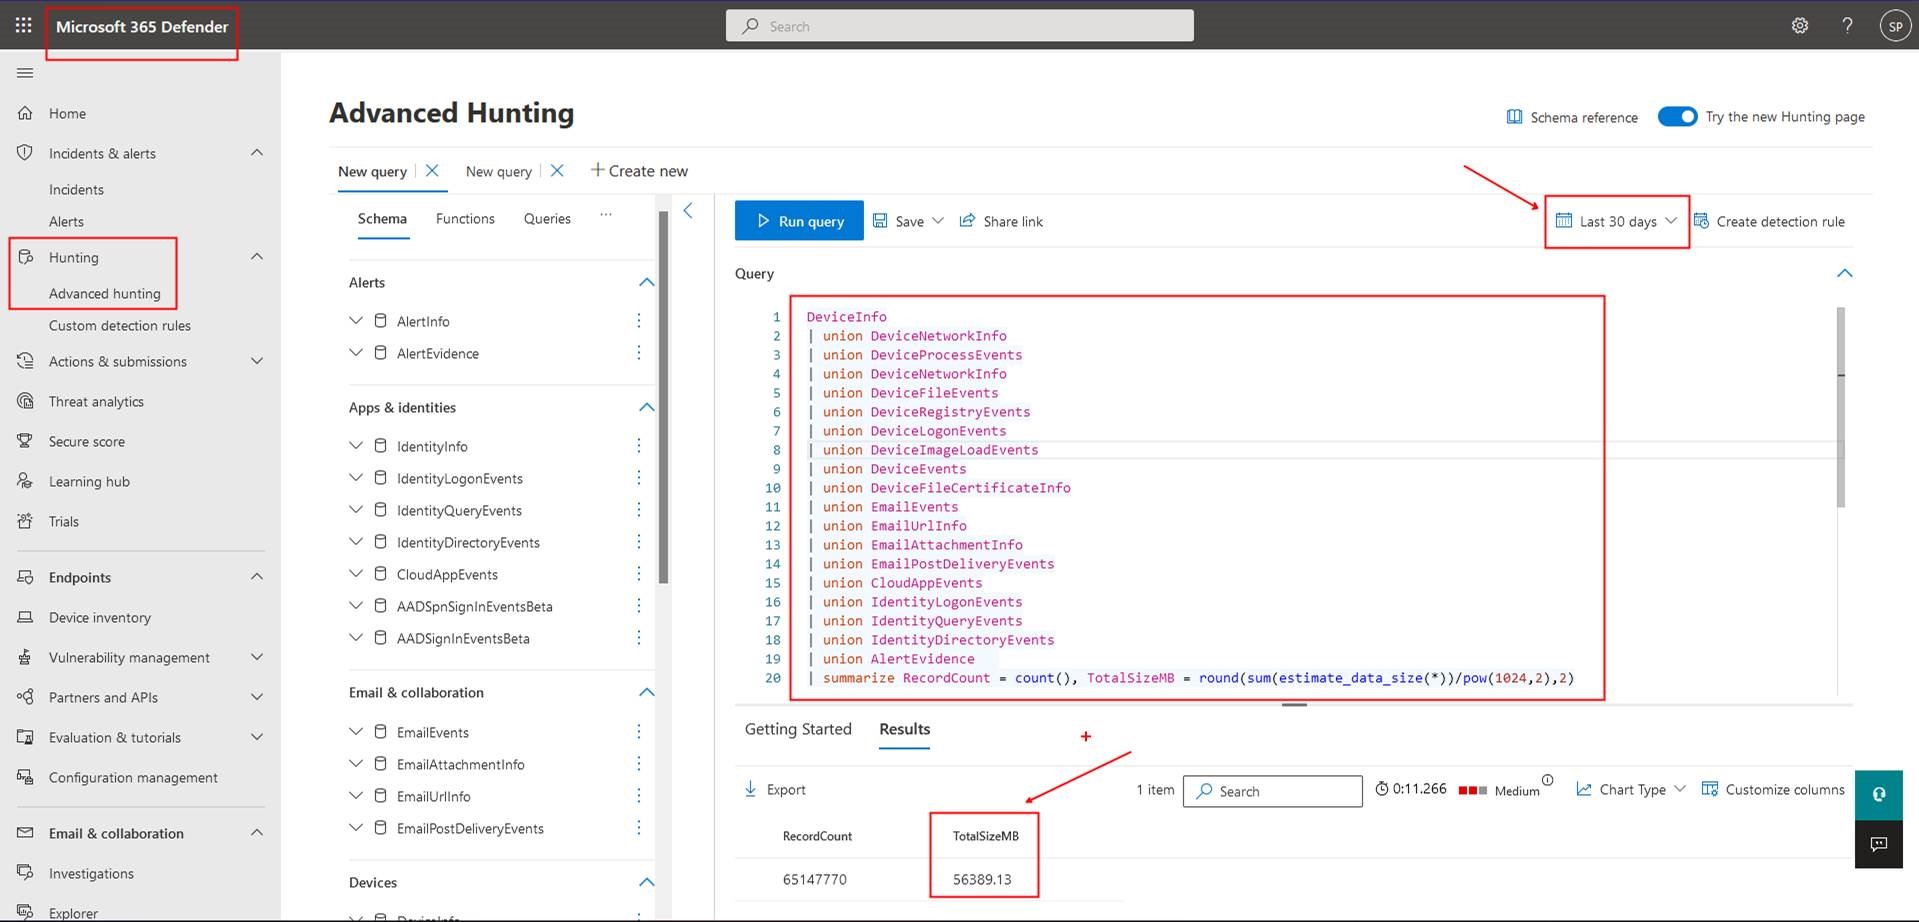 Microsoft 365 Defender
Search
SP
Home
Incidents & alerts
Incidents
Alerts
Hunting
Advanced hunting
Custom detection rules
Actions & submissions
Threat analytics
Secure score
Learning hub
Trials
Endpoints
Device inventory
Vulnerability management
Partners and APIs
Evaluation & tutorials
Configuration management
Email & collaboration
Investigations
Explorer
Advanced Hunting
Schema reference
Try the new Hunting page
New query
New query
Create new
Schema
Functions
Queries
...
Alerts
AlertInfo
AlertEvidence
Apps & identities
IdentityInfo
IdentityLogonEvents
IdentityQueryEvents
IdentityDirectoryEvents
CloudAppEvents
AADSpnSignInEventsBeta
AADSignInEventsBeta
Email & collaboration
EmailEvents
EmailAttachmentInfo
EmailUrlInfo
EmailPostDeliveryEvents
Devices
DeviceInfo
Run query
Save
Share link
Last 30 days
Create detection rule
Query
1 DeviceInfo
2 | union DeviceNetworkInfo
3 | union DeviceProcessEvents
4 | union DeviceNetworkInfo
5 | union DeviceFileEvents
6 | union DeviceRegistryEvents
7 | union DeviceLogonEvents
8 | union DeviceImageLoadEvents
9 | union DeviceEvents
10 | union DeviceFileCertificateInfo
11 | union EmailEvents
12 | union EmailUrlInfo
13 | union EmailAttachmentInfo
14 | union EmailPostDeliveryEvents
15 | union CloudAppEvents
16 | union IdentityLogonEvents
17 | union IdentityQueryEvents
18 | union IdentityDirectoryEvents
19 | union AlertEvidence
20 | summarize RecordCount = count(), TotalSizeMB = round(sum(estimate_data_size(*))/pow(1024,2),2)
Getting Started
Results
Export
1 item
Search
0:11.266
Medium
Chart Type
Customize columns
RecordCount
TotalSizeMB
65147770
56389.13